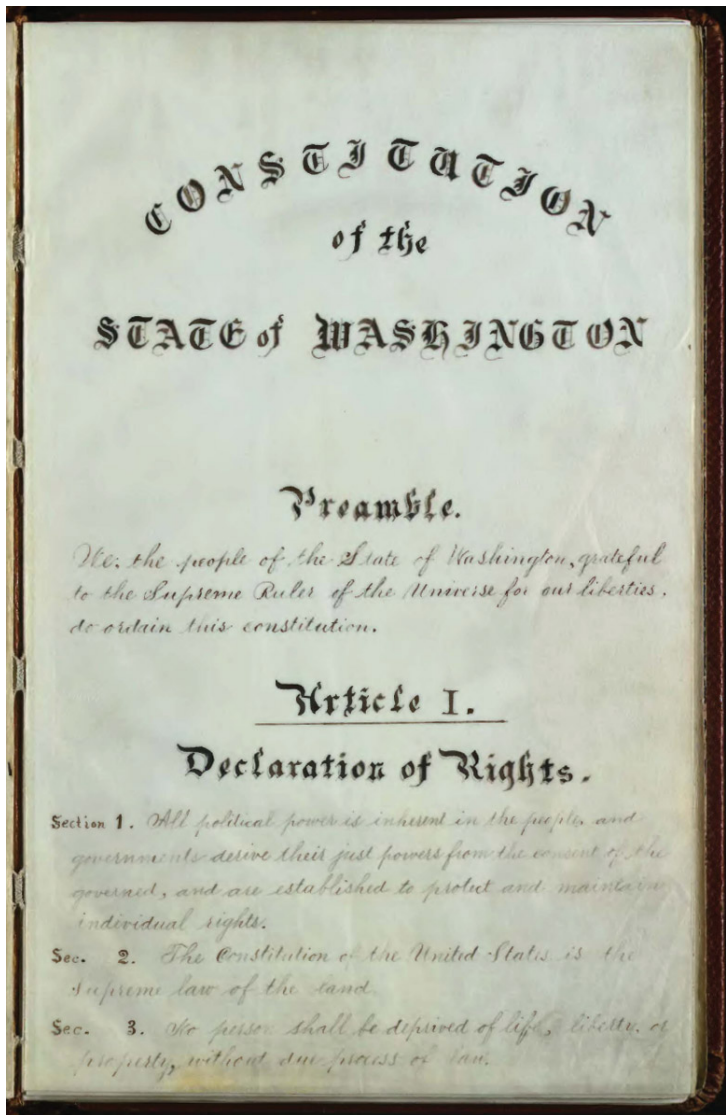 CONSTITUTION
of the
STATE of WASHINGTON
Preamble.
We, the people of the State of Washington, grateful
to the Supreme Ruler of the Universe for our liberties,
do ordain this constitution.
Article I.
Declaration of Rights.
Section 1. All political power is inherent in the people, and
governments derive their just powers from the consent of the
governed, and are established to protect and maintain
individual rights.
Sec. 2. The Constitution of the United States is the
supreme law of the land.
Sec. 3. No person shall be deprived of life, liberty, or
property, without due process of law.